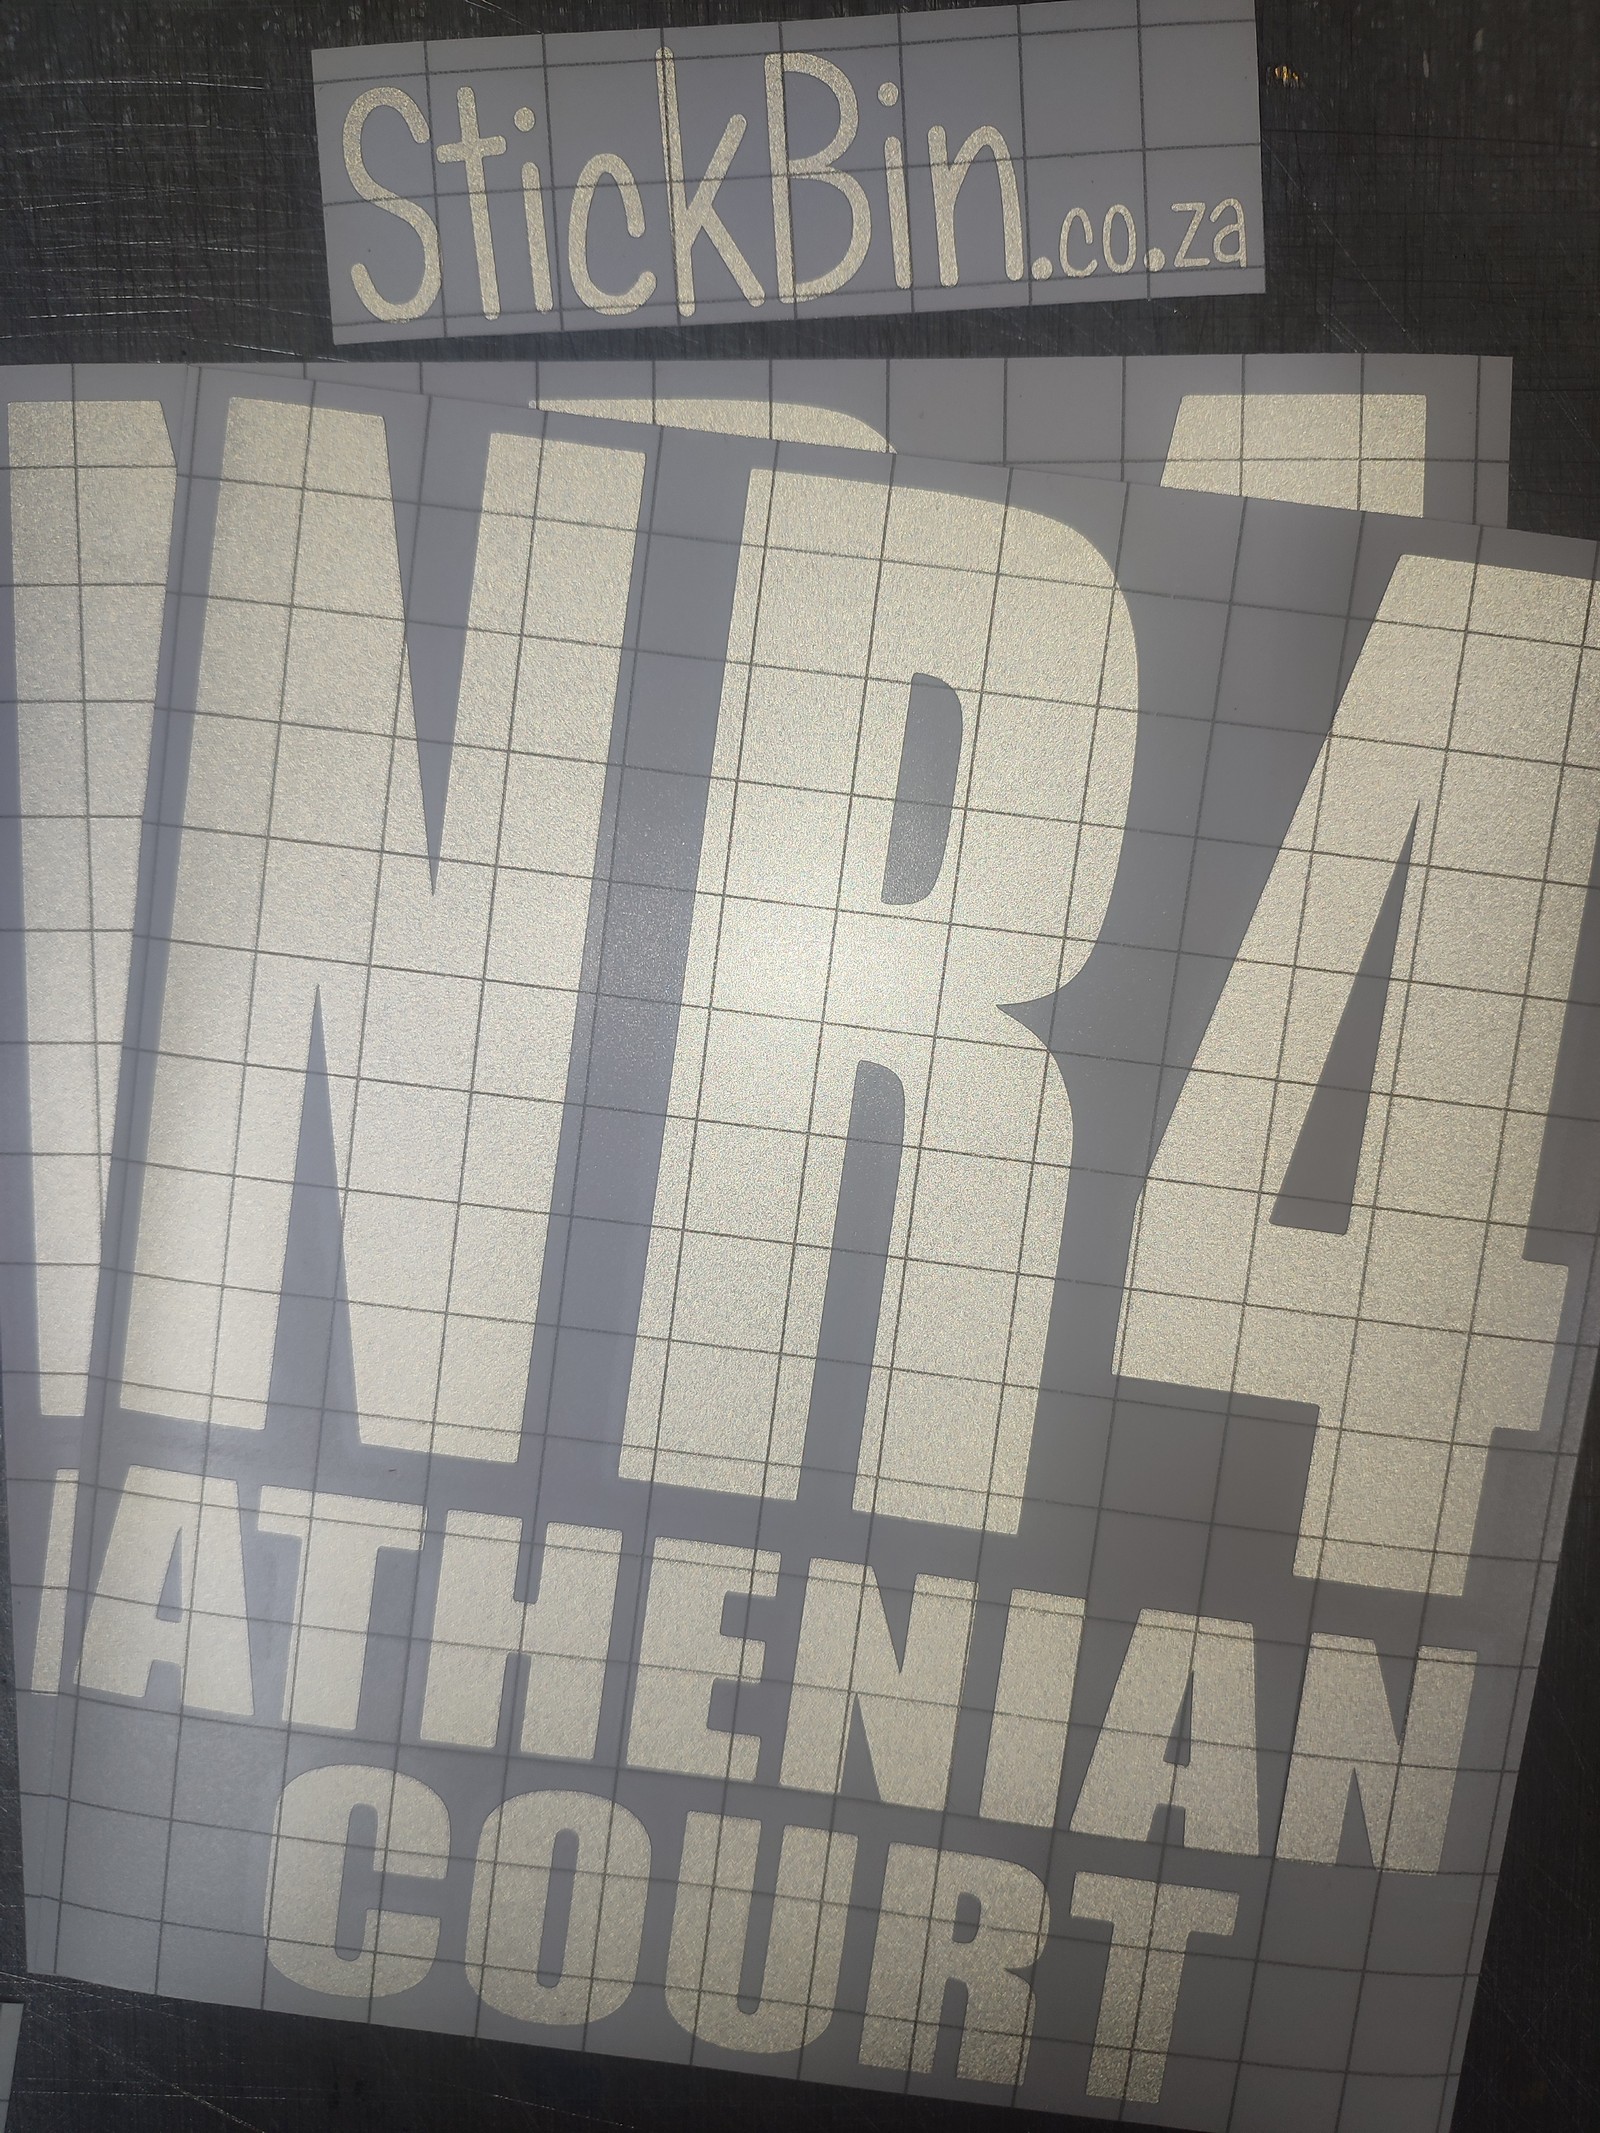 StickBin.co.za
NR4
ATHENIAN
COURT